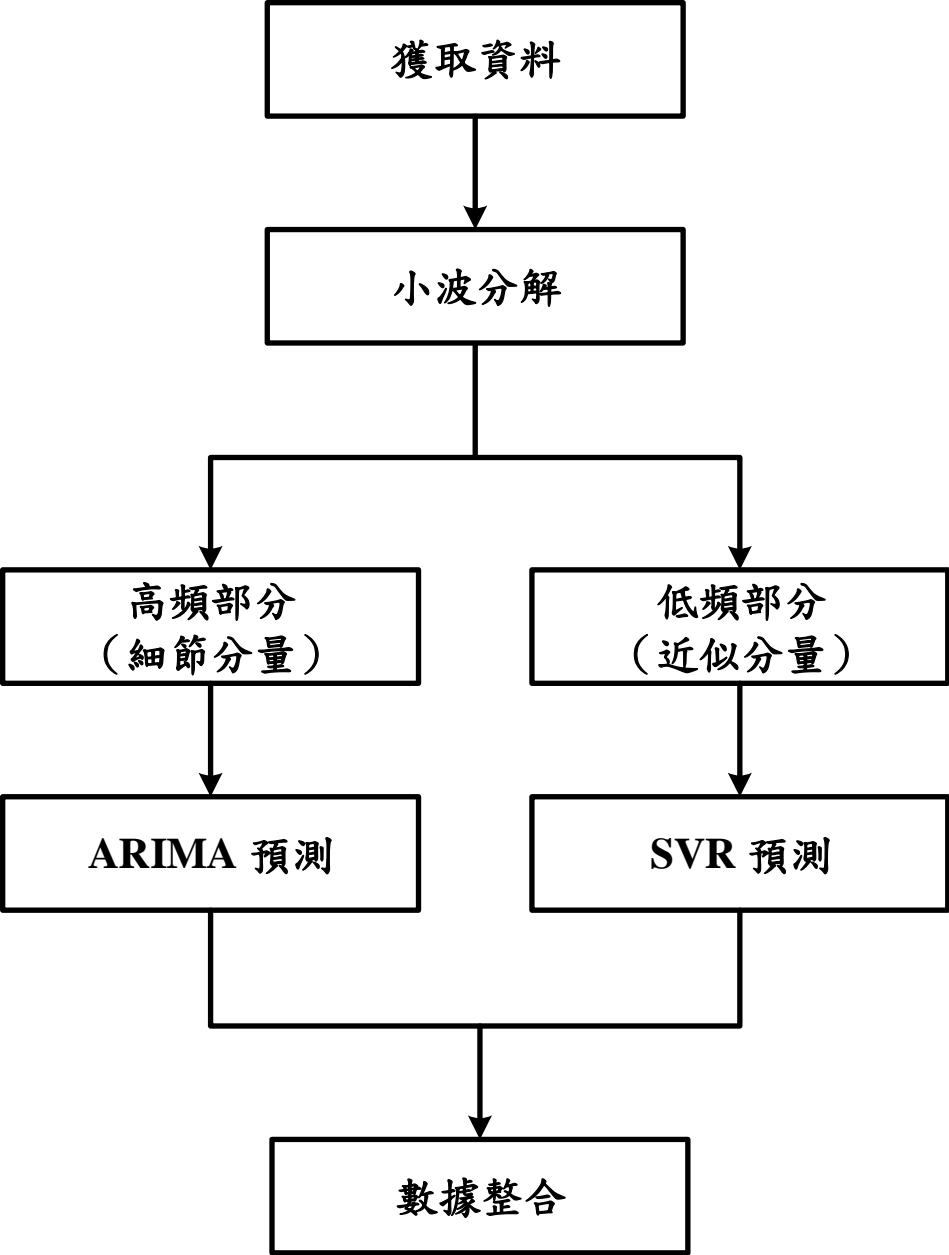 獲取資料
小波分解
高頻部分
（細節分量）
低頻部分
（近似分量）
ARIMA 預測
SVR 預測
數據整合